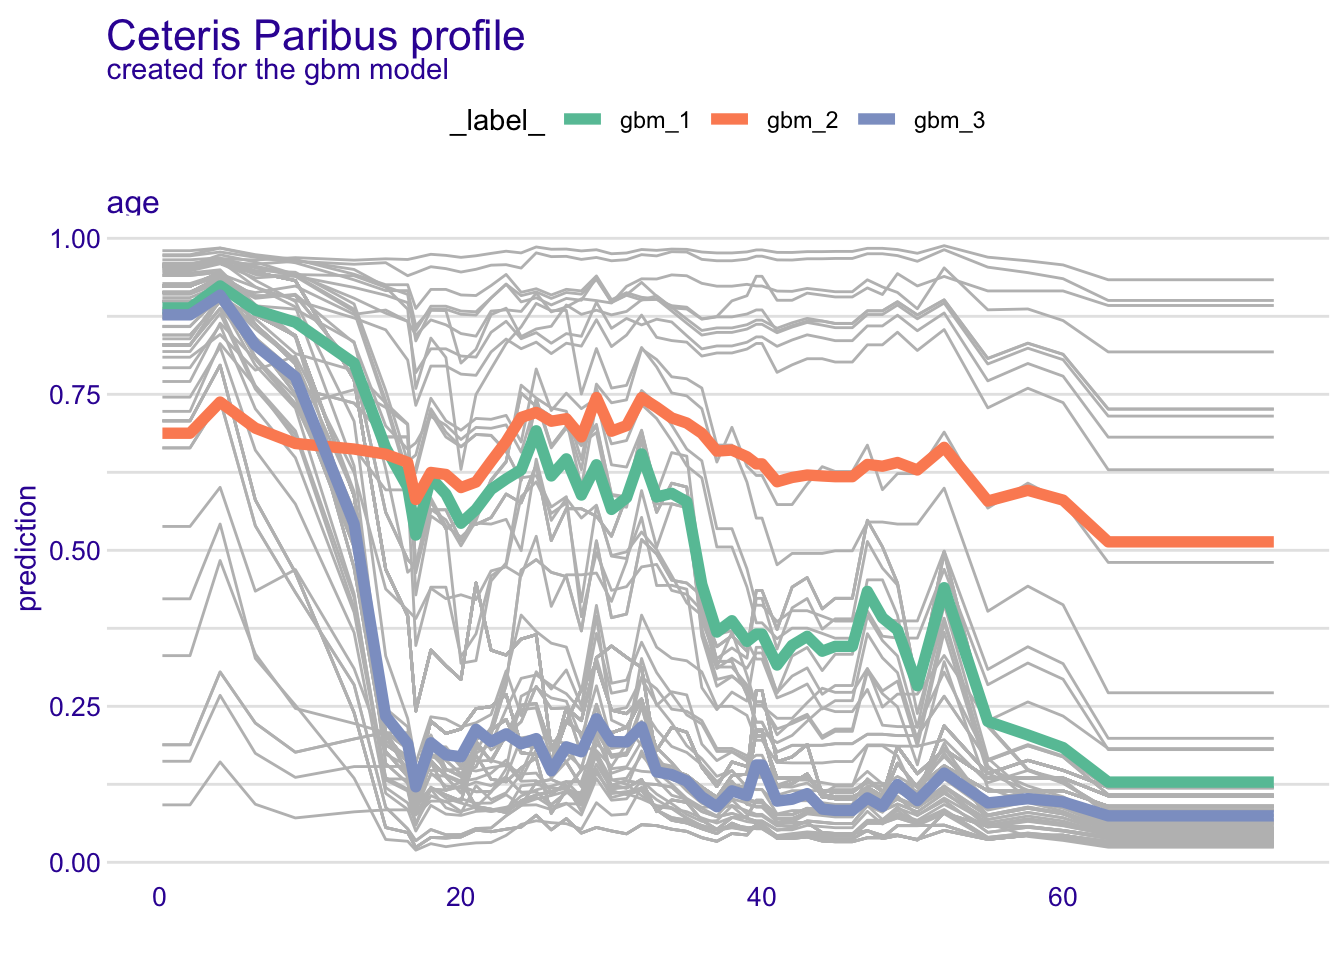 Ceteris Paribus profile
created for the gbm model
_label_ gbm_1 gbm_2 gbm_3
age
prediction
1.00
0.75
0.50
0.25
0.00
0 20 40 60